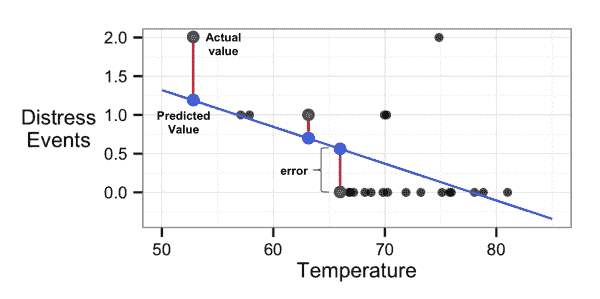 2.0
1.5
1.0
0.5
0.0
Distress
Events
Actual
value
Predicted
Value
error
50
60
70
80
Temperature